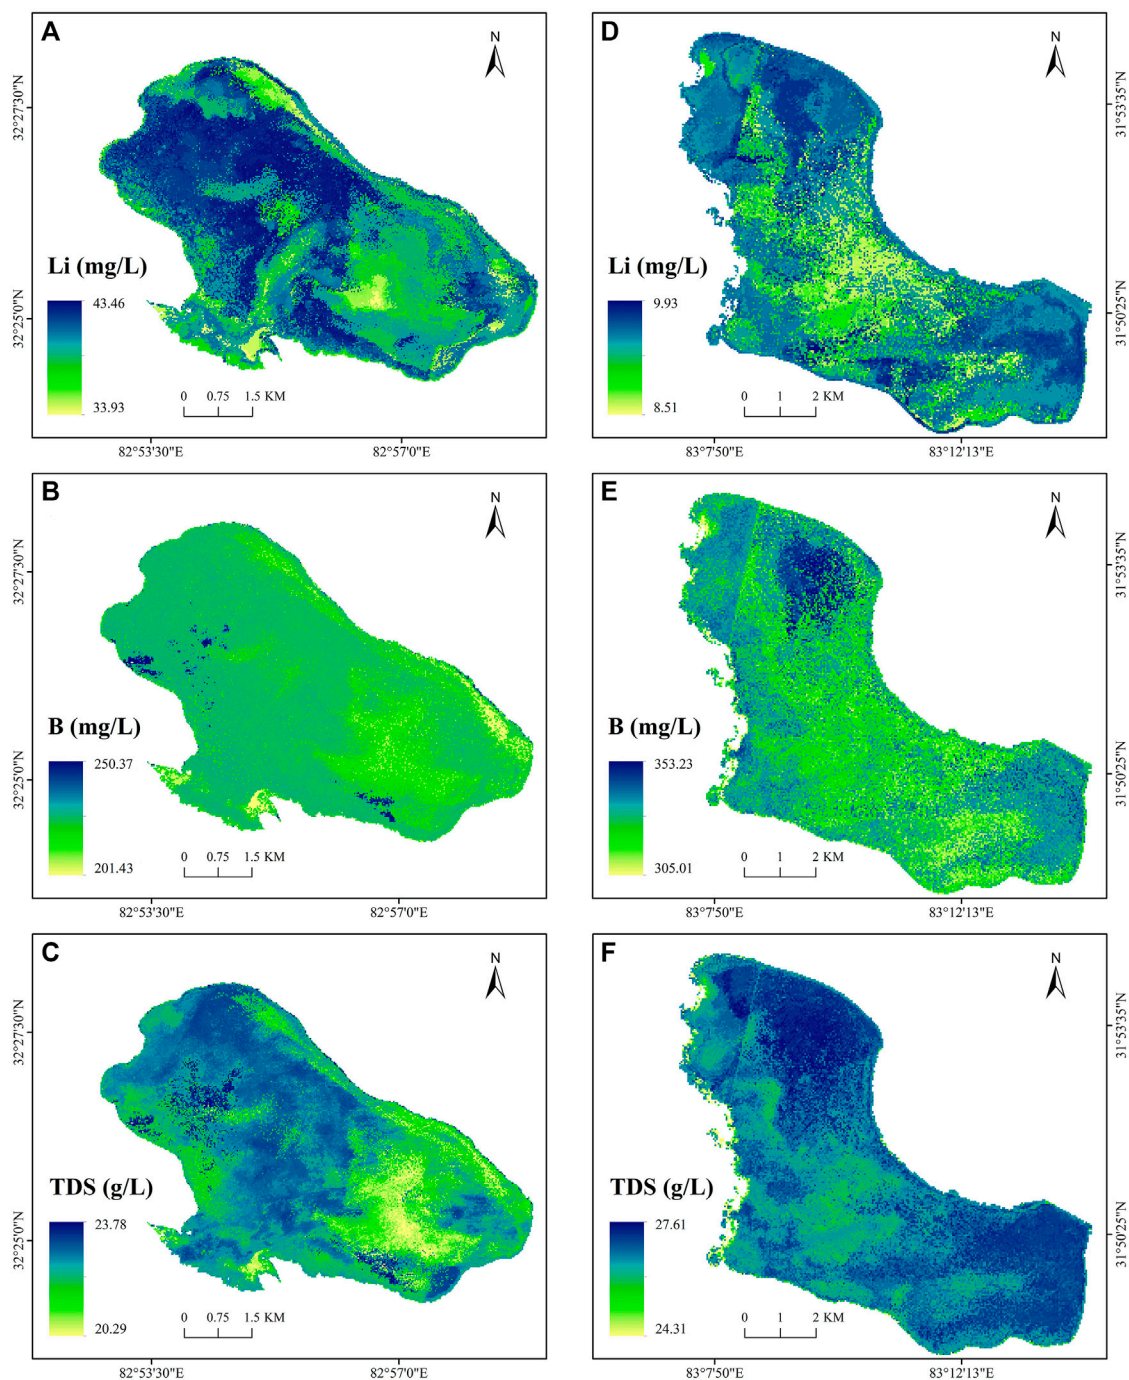 A
N
32°27'30"N
32°25'0"N
Li (mg/L)
43.46
33.93
0 0.75 1.5 KM
82°53'30"E 82°57'0"E
D
N
31°53'35"N
31°50'25"N
Li (mg/L)
9.93
8.51
0 1 2 KM
83°7'50"E 83°12'13"E
B
N
32°27'30"N
32°25'0"N
B (mg/L)
250.37
201.43
0 0.75 1.5 KM
82°53'30"E 82°57'0"E
E
N
31°53'35"N
31°50'25"N
B (mg/L)
353.23
305.01
0 1 2 KM
83°7'50"E 83°12'13"E
C
N
32°27'30"N
32°25'0"N
TDS (g/L)
23.78
20.29
0 0.75 1.5 KM
82°53'30"E 82°57'0"E
F
N
31°53'35"N
31°50'25"N
TDS (g/L)
27.61
24.31
0 1 2 KM
83°7'50"E 83°12'13"E